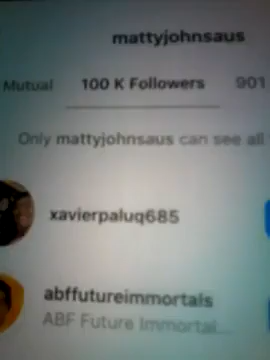 mattyjohnsaus
Mutual 100 K Followers 901
Only mattyjohnsaus can see all
xavierpaluq685
abffutureimmortals
ABF Future Immortal...